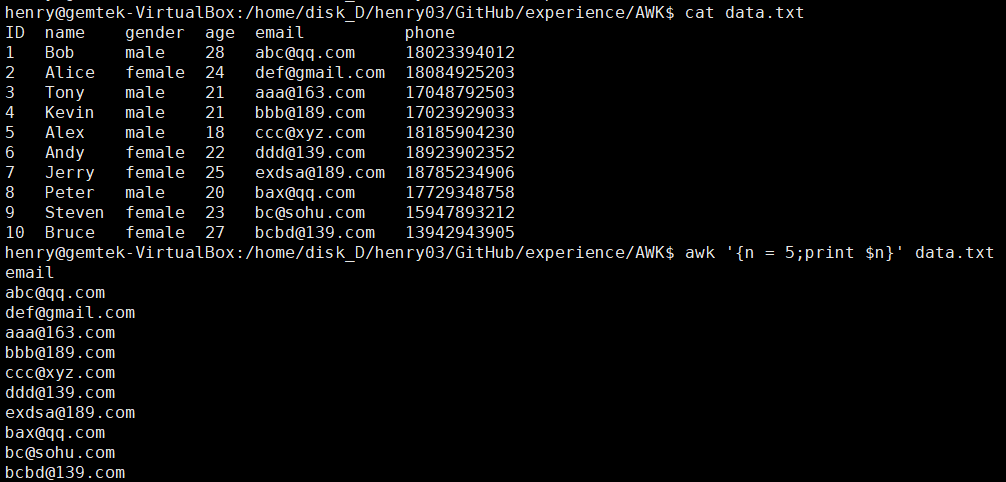 henry@gemtek-VirtualBox:/home/disk_D/henry03/GitHub/experience/AWK$ cat data.txt
ID  name    gender  age  email          phone
1   Bob     male    28  abc@qq.com     18023394012
2   Alice   female  24  def@gmail.com  18084925203
3   Tony    male    21  aaa@163.com    17048792503
4   Kevin   male    21  bbb@189.com    17023929033
5   Alex    male    18  ccc@xyz.com    18185904230
6   Andy    female  22  ddd@139.com    18923902352
7   Jerry   female  25  exdsa@189.com  18785234906
8   Peter   male    20  bax@qq.com     17729348758
9   Steven  female  23  bc@sohu.com    15947893212
10  Bruce   female  27  bcbd@139.com   13942943905
henry@gemtek-VirtualBox:/home/disk_D/henry03/GitHub/experience/AWK$ awk '{n = 5;print $n}' data.txt
email
abc@qq.com
def@gmail.com
aaa@163.com
bbb@189.com
ccc@xyz.com
ddd@139.com
exdsa@189.com
bax@qq.com
bc@sohu.com
bcbd@139.com